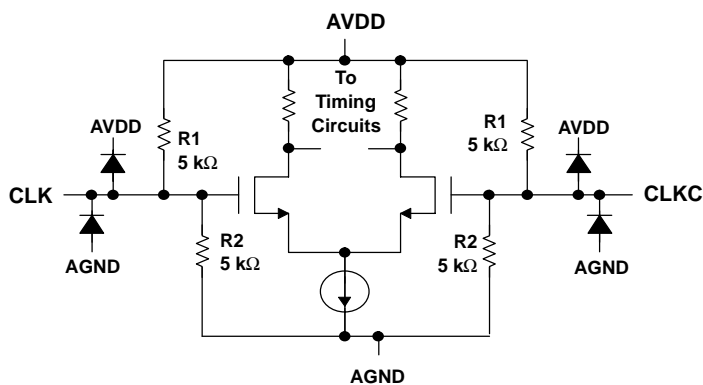 AVDD
To
Timing
Circuits
AVDD
R1
5 kΩ
R1
5 kΩ
AVDD
CLK
CLKC
R2
5 kΩ
R2
5 kΩ
AGND
AGND
AGND